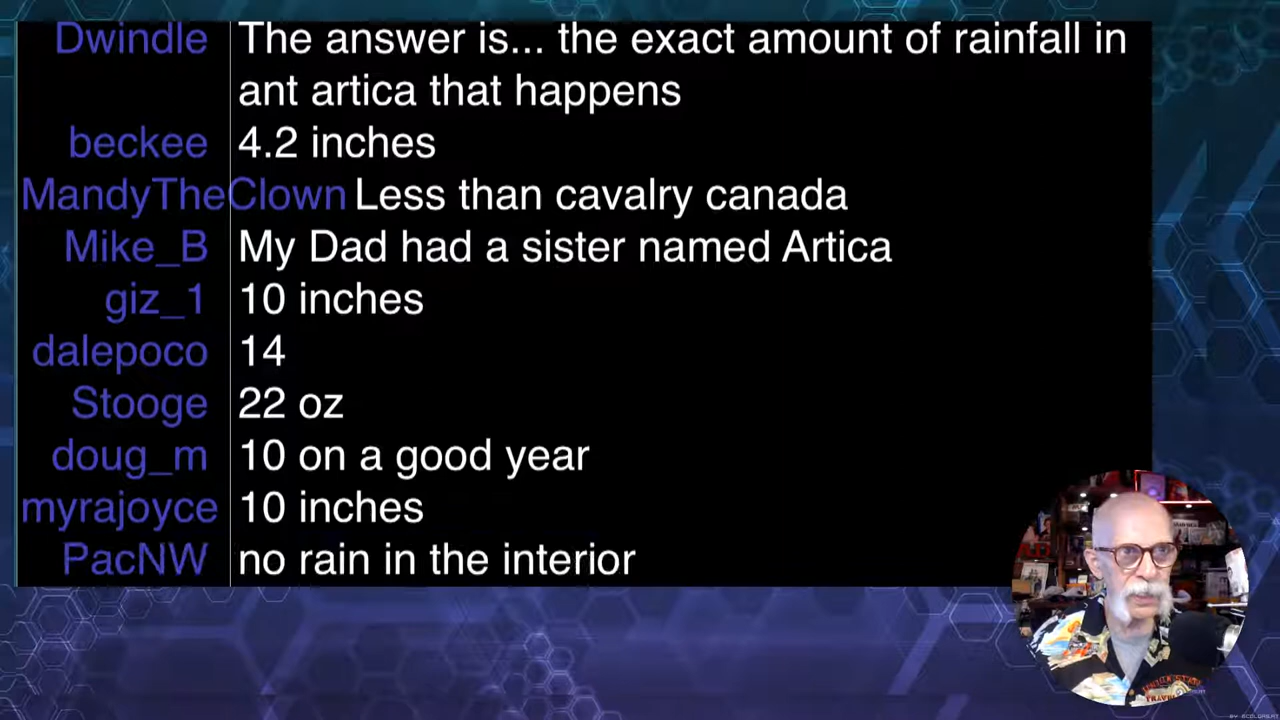 Dwindle The answer is... the exact amount of rainfall in
ant artica that happens
beckee 4.2 inches
MandyTheClown Less than cavalry canada
Mike_B My Dad had a sister named Artica
giz_1 10 inches
dalepoco 14
Stooge 22 oz
doug_m 10 on a good year
myrajoyce 10 inches
PacNW no rain in the interior